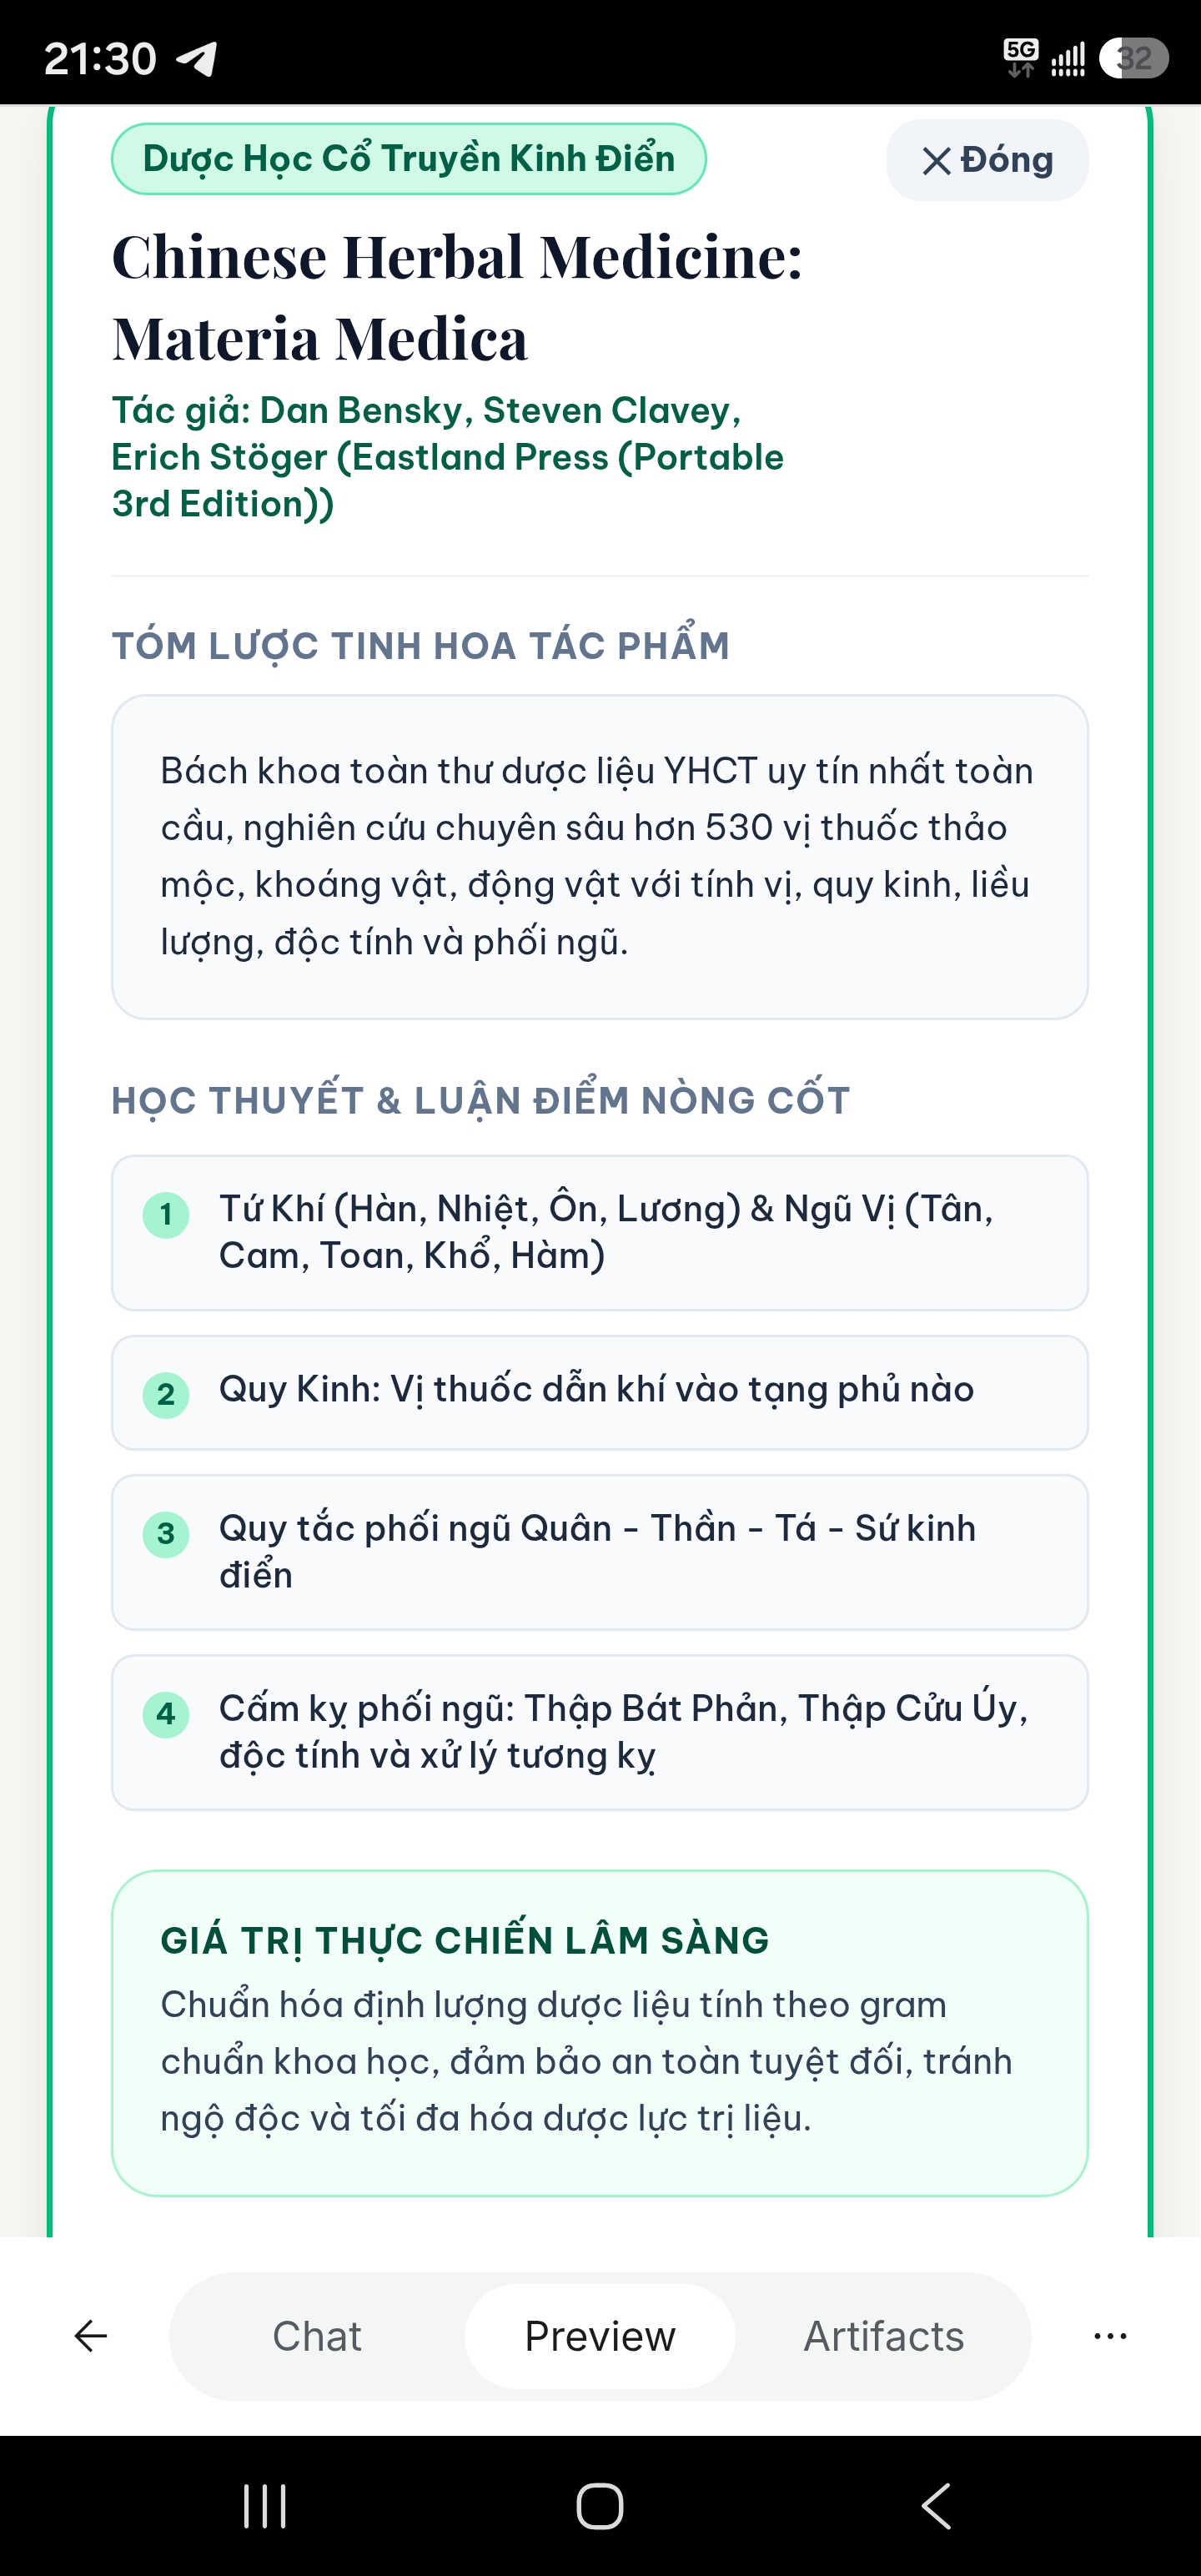 21:30
5G
32
Dược Học Cổ Truyền Kinh Điển
Đóng
Chinese Herbal Medicine:
Materia Medica
Tác giả: Dan Bensky, Steven Clavey,
Erich Stöger (Eastland Press (Portable
3rd Edition))
TÓM LƯỢC TINH HOA TÁC PHẨM
Bách khoa toàn thư dược liệu YHCT uy tín nhất toàn
cầu, nghiên cứu chuyên sâu hơn 530 vị thuốc thảo
mộc, khoáng vật, động vật với tính vị, quy kinh, liều
lượng, độc tính và phối ngũ.
HỌC THUYẾT & LUẬN ĐIỂM NÒNG CỐT
1 Tứ Khí (Hàn, Nhiệt, Ôn, Lương) & Ngũ Vị (Tân,
Cam, Toan, Khổ, Hàm)
2 Quy Kinh: Vị thuốc dẫn khí vào tạng phủ nào
3 Quy tắc phối ngũ Quân - Thần - Tá - Sứ kinh
điển
4 Cấm kỵ phối ngũ: Thập Bát Phản, Thập Cửu Úy,
độc tính và xử lý tương kỵ
GIÁ TRỊ THỰC CHIẾN LÂM SÀNG
Chuẩn hóa định lượng dược liệu tính theo gram
chuẩn khoa học, đảm bảo an toàn tuyệt đối, tránh
ngộ độc và tối đa hóa dược lực trị liệu.
Chat Preview Artifacts